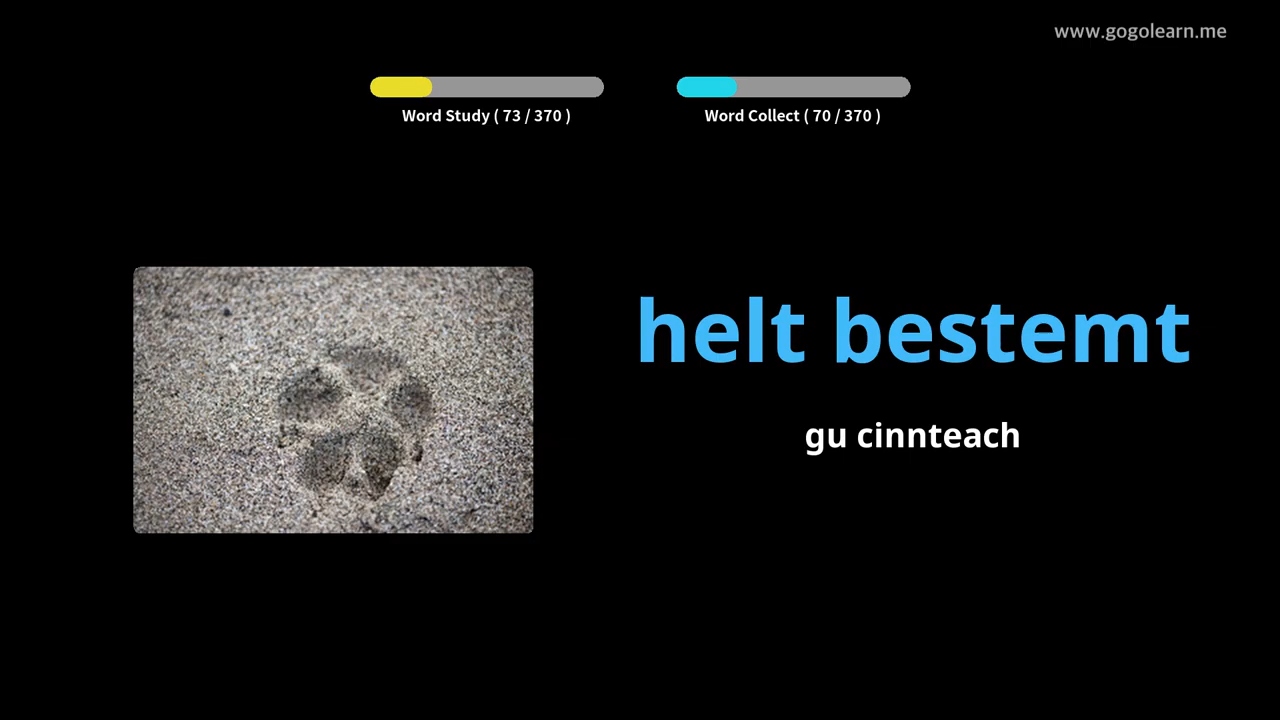 www.gogolearn.me
Word Study ( 73 / 370 )
Word Collect ( 70 / 370 )
helt bestemt
gu cinnteach